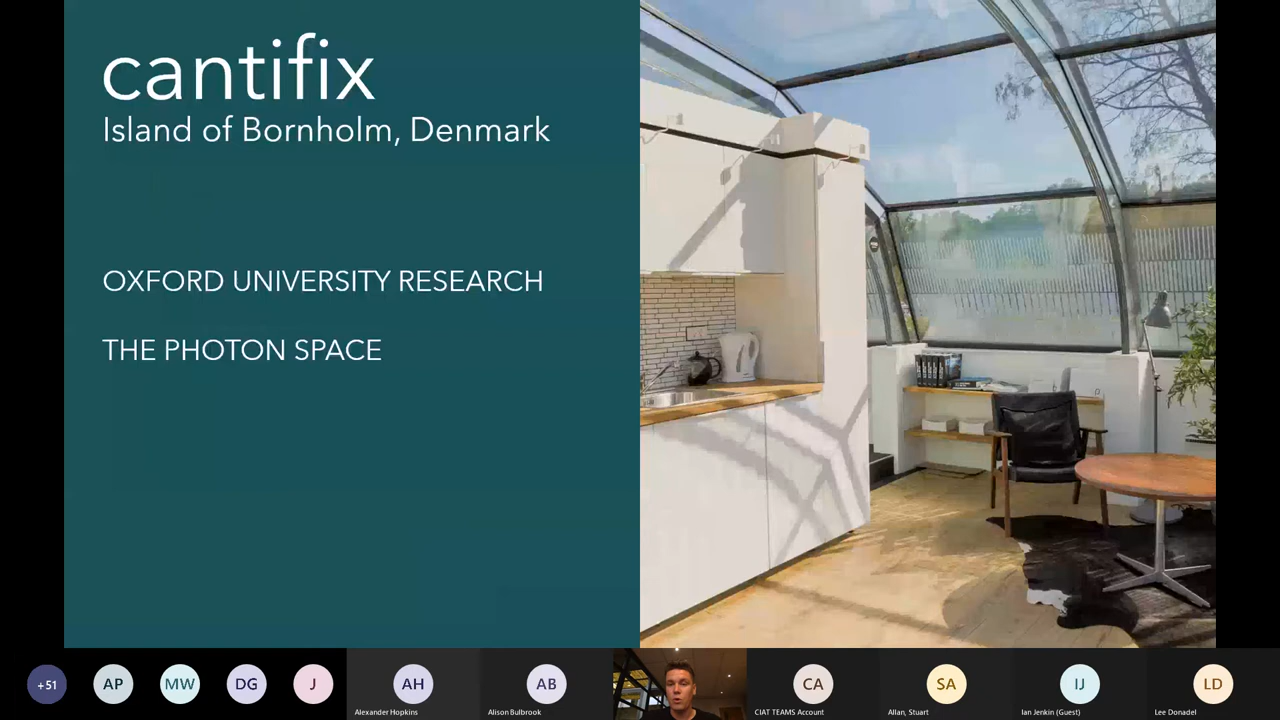 cantifix
Island of Bornholm, Denmark
OXFORD UNIVERSITY RESEARCH
THE PHOTON SPACE
+51
AP
MW
DG
J
AH
AB
CA
SA
IJ
LD
Alexander Hopkins
Alison Bulbrook
CIAT TEAMS Account
Allan, Stuart
Ian Jenkin (Guest)
Lee Donadel